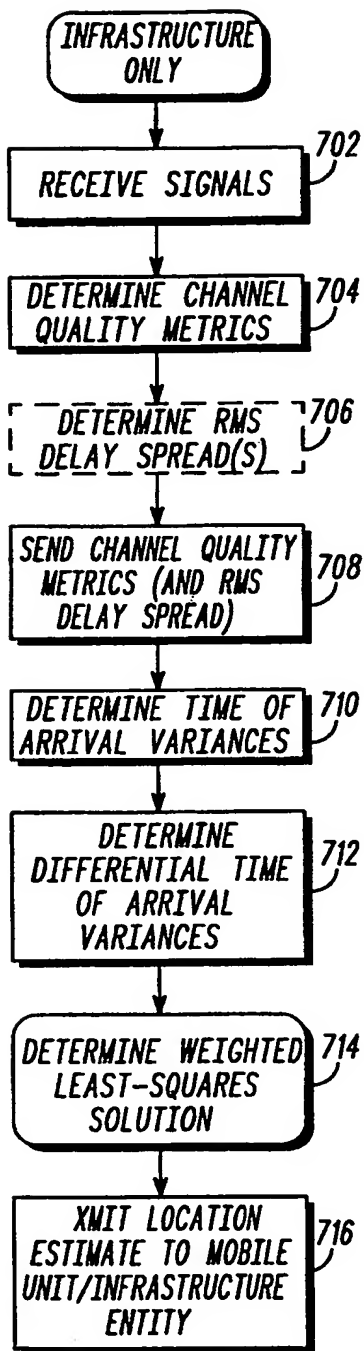 INFRASTRUCTURE
ONLY
702
RECEIVE SIGNALS
704
DETERMINE CHANNEL
QUALITY METRICS
706
DETERMINE RMS
DELAY SPREAD(S)
708
SEND CHANNEL QUALITY
METRICS (AND RMS
DELAY SPREAD)
710
DETERMINE TIME OF
ARRIVAL VARIANCES
712
DETERMINE
DIFFERENTIAL TIME
OF ARRIVAL
VARIANCES
714
DETERMINE WEIGHTED
LEAST-SQUARES
SOLUTION
716
XMIT LOCATION
ESTIMATE TO MOBILE
UNIT/INFRASTRUCTURE
ENTITY